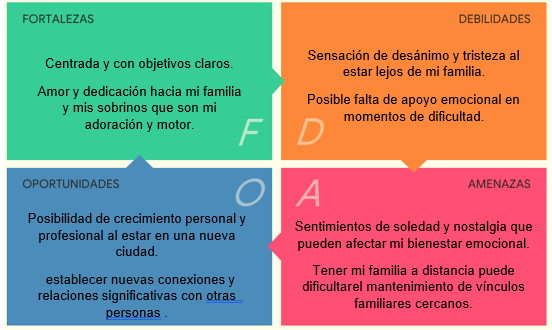 FORTALEZAS
Centrada y con objetivos claros.
Amor y dedicación hacia mi familia
y mis sobrinos que son mi
adoración y motor.
F
DEBILIDADES
Sensación de desánimo y tristeza al
estar lejos de mi familia.
Posible falta de apoyo emocional en
momentos de dificultad.
D
OPORTUNIDADES
O
Posibilidad de crecimiento personal y
profesional al estar en una nueva
ciudad.
establecer nuevas conexiones y
relaciones significativas con otras
personas .
A
AMENAZAS
Sentimientos de soledad y nostalgia que
pueden afectar mi bienestar emocional.
Tener mi familia a distancia puede
dificultarel mantenimiento de vínculos
familiares cercanos.